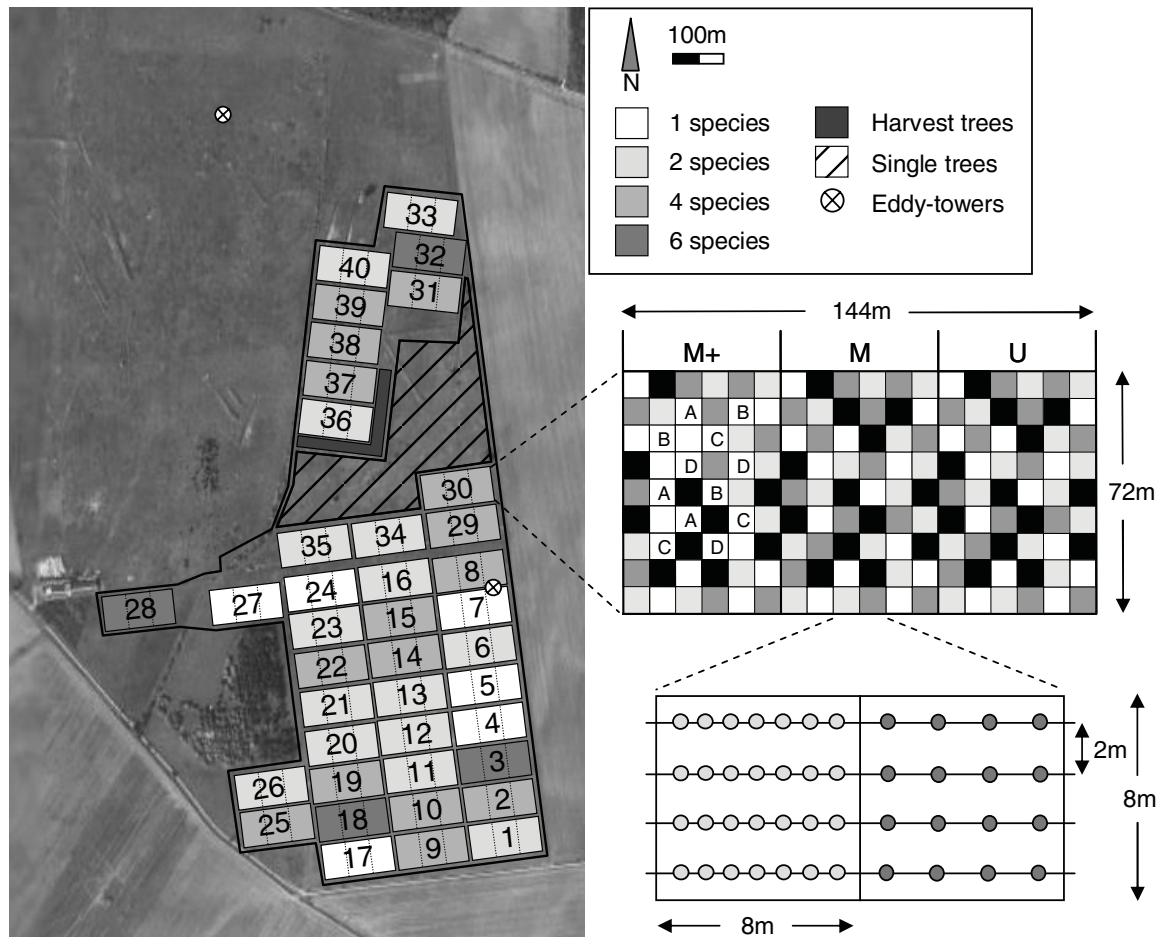 33
32
40
31
39
38
37
36
30
35
34
29
28
27
24
16
8
23
15
7
22
14
6
21
13
5
20
12
4
26
19
11
3
25
18
10
2
17
9
1
100m
N
1 species
2 species
4 species
6 species
Harvest trees
Single trees
Eddy-towers
144m
M+ M U
A B
B C
D D
A B
A C
C D
72m
2m
8m
8m